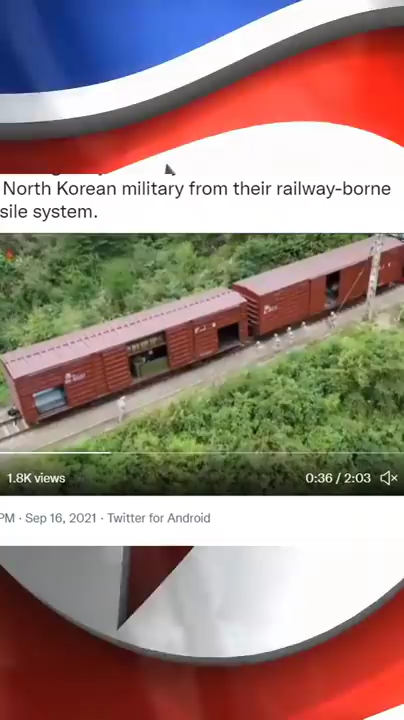 North Korean military from their railway-borne
sile system.
1.8K views
0:36 / 2:03
PM · Sep 16, 2021 · Twitter for Android